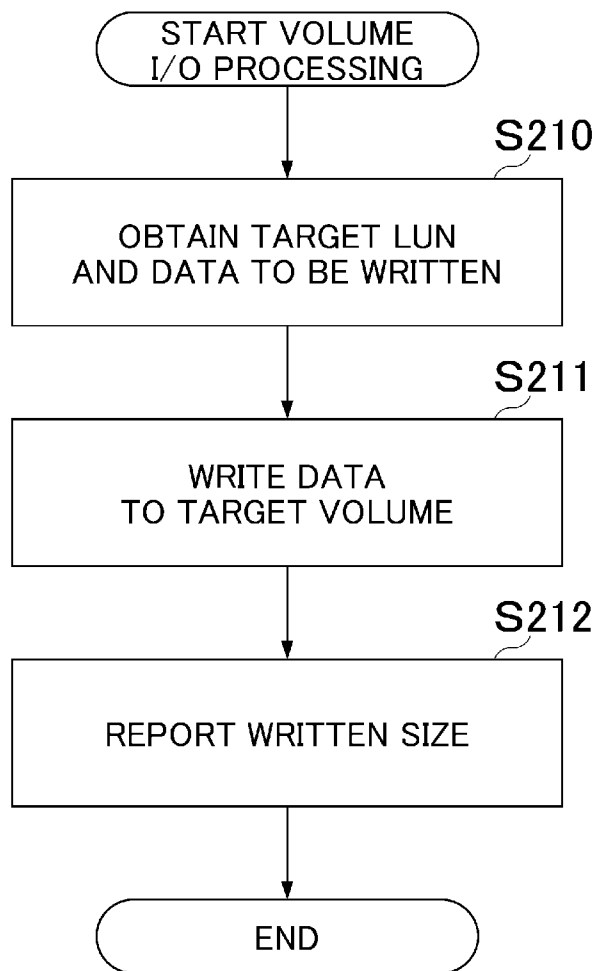 START VOLUME
I/O PROCESSING
S210
OBTAIN TARGET LUN
AND DATA TO BE WRITTEN
S211
WRITE DATA
TO TARGET VOLUME
S212
REPORT WRITTEN SIZE
END